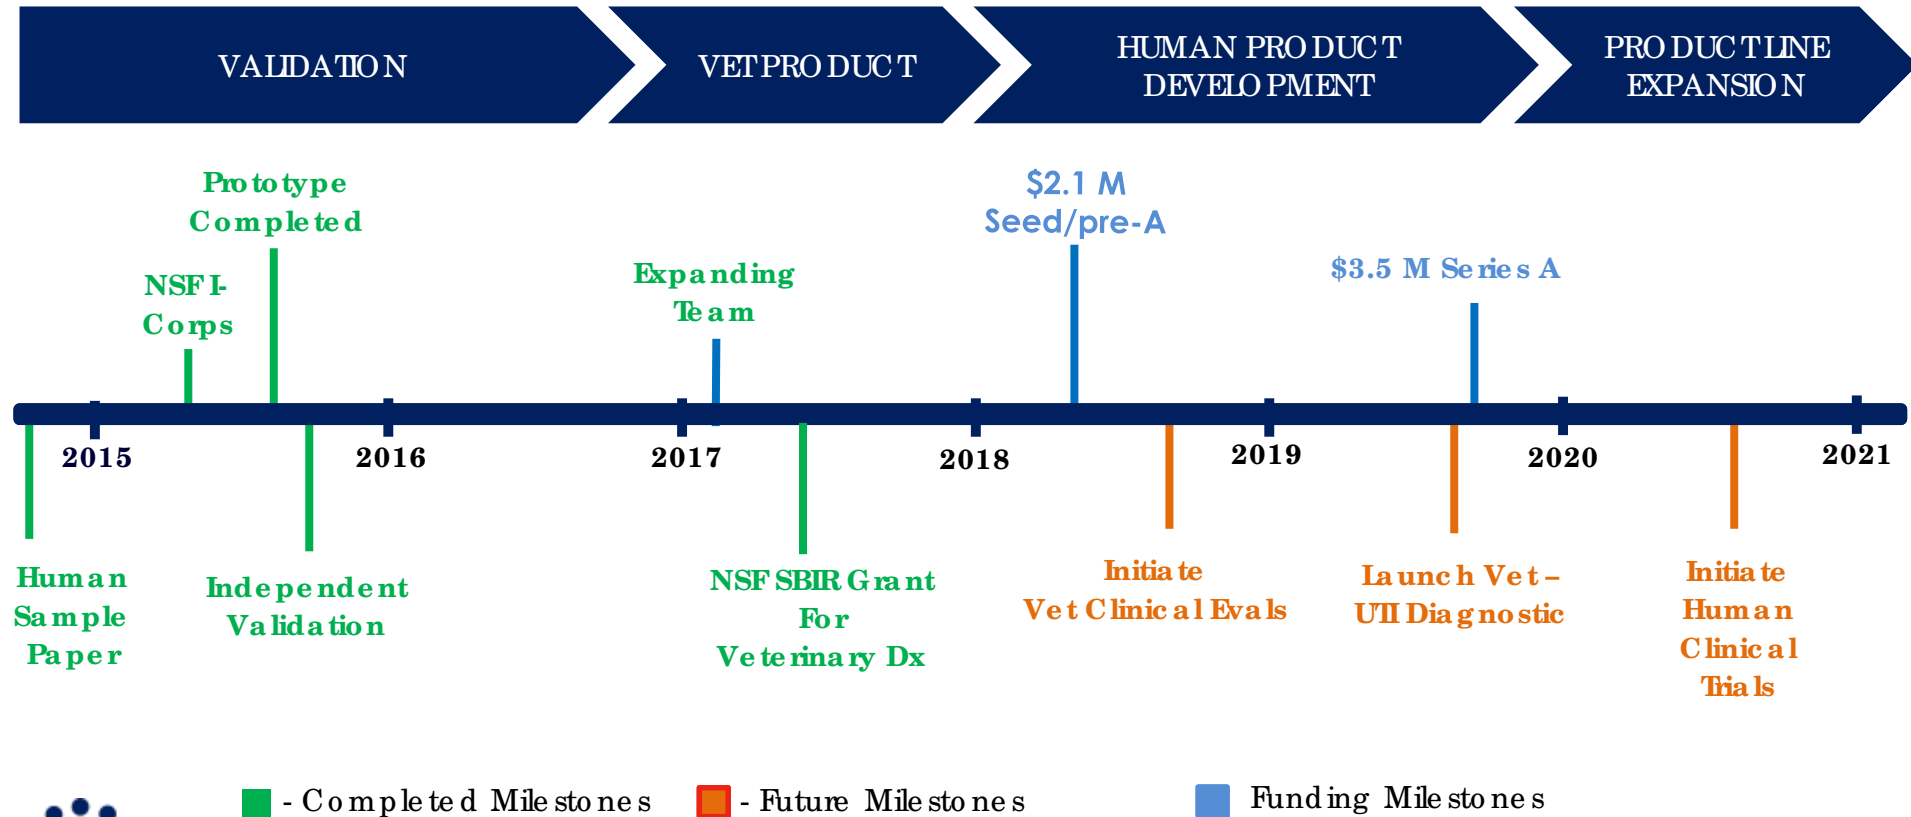 VALIDATION
VET PRODUCT
HUMAN PRODUCT
DEVELOPMENT
PRODUCT LINE
EXPANSION
Prototype
Completed
NSF I-
Corps
Expanding
Team
$2.1 M
Seed/pre-A
$3.5 M Series A
2015
2016
2017
2018
2019
2020
2021
Human
Sample
Paper
Independent
Validation
NSF SBIR Grant
For
Veterinary Dx
Initiate
Vet Clinical Evals
Launch Vet –
UTI Diagnostic
Initiate
Human
Clinical
Trials
- Completed Milestones
- Future Milestones
Funding Milestones